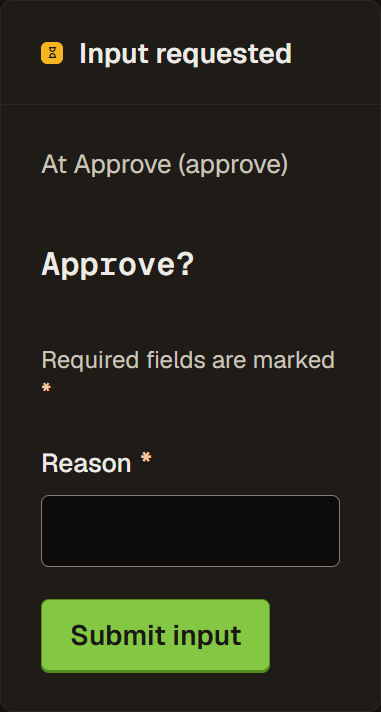 Input requested
At Approve (approve)
Approve?
Required fields are marked
*
Reason *
Submit input